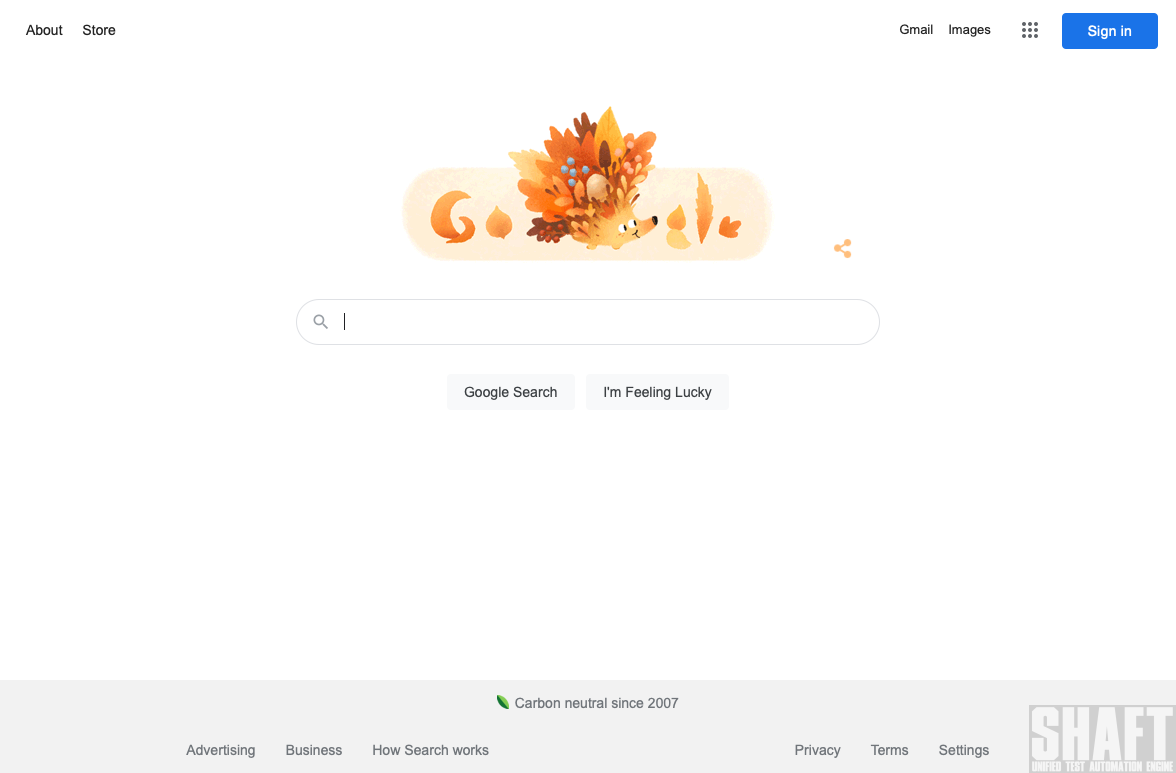 About Store Gmail Images Sign in
Google
Google Search I'm Feeling Lucky
Carbon neutral since 2007
Advertising Business How Search works Privacy Terms Settings
SHAFT
UNIFIED TEST AUTOMATION ENGINE